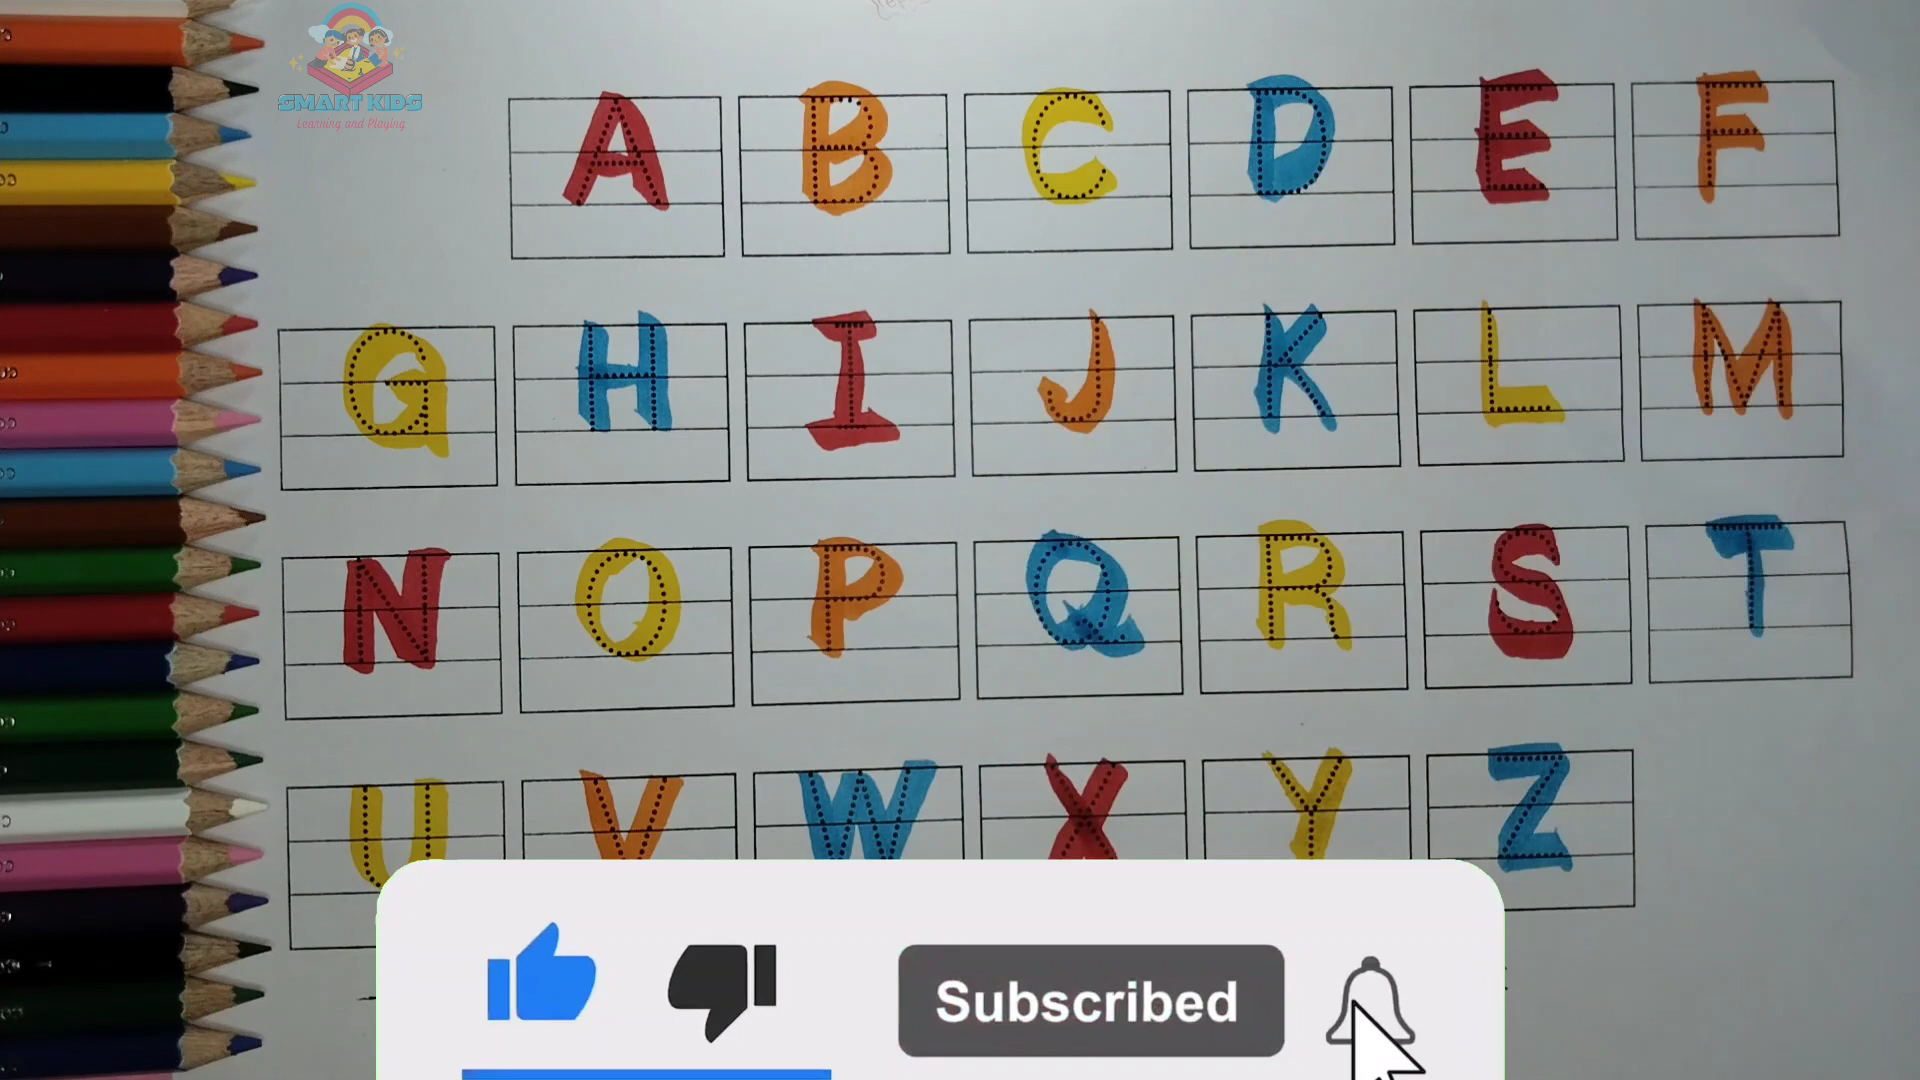 SMART KIDS
Learning and Playing
A B C D E F
G H I J K L M
N O P Q R S T
U V W X Y Z
Subscribed